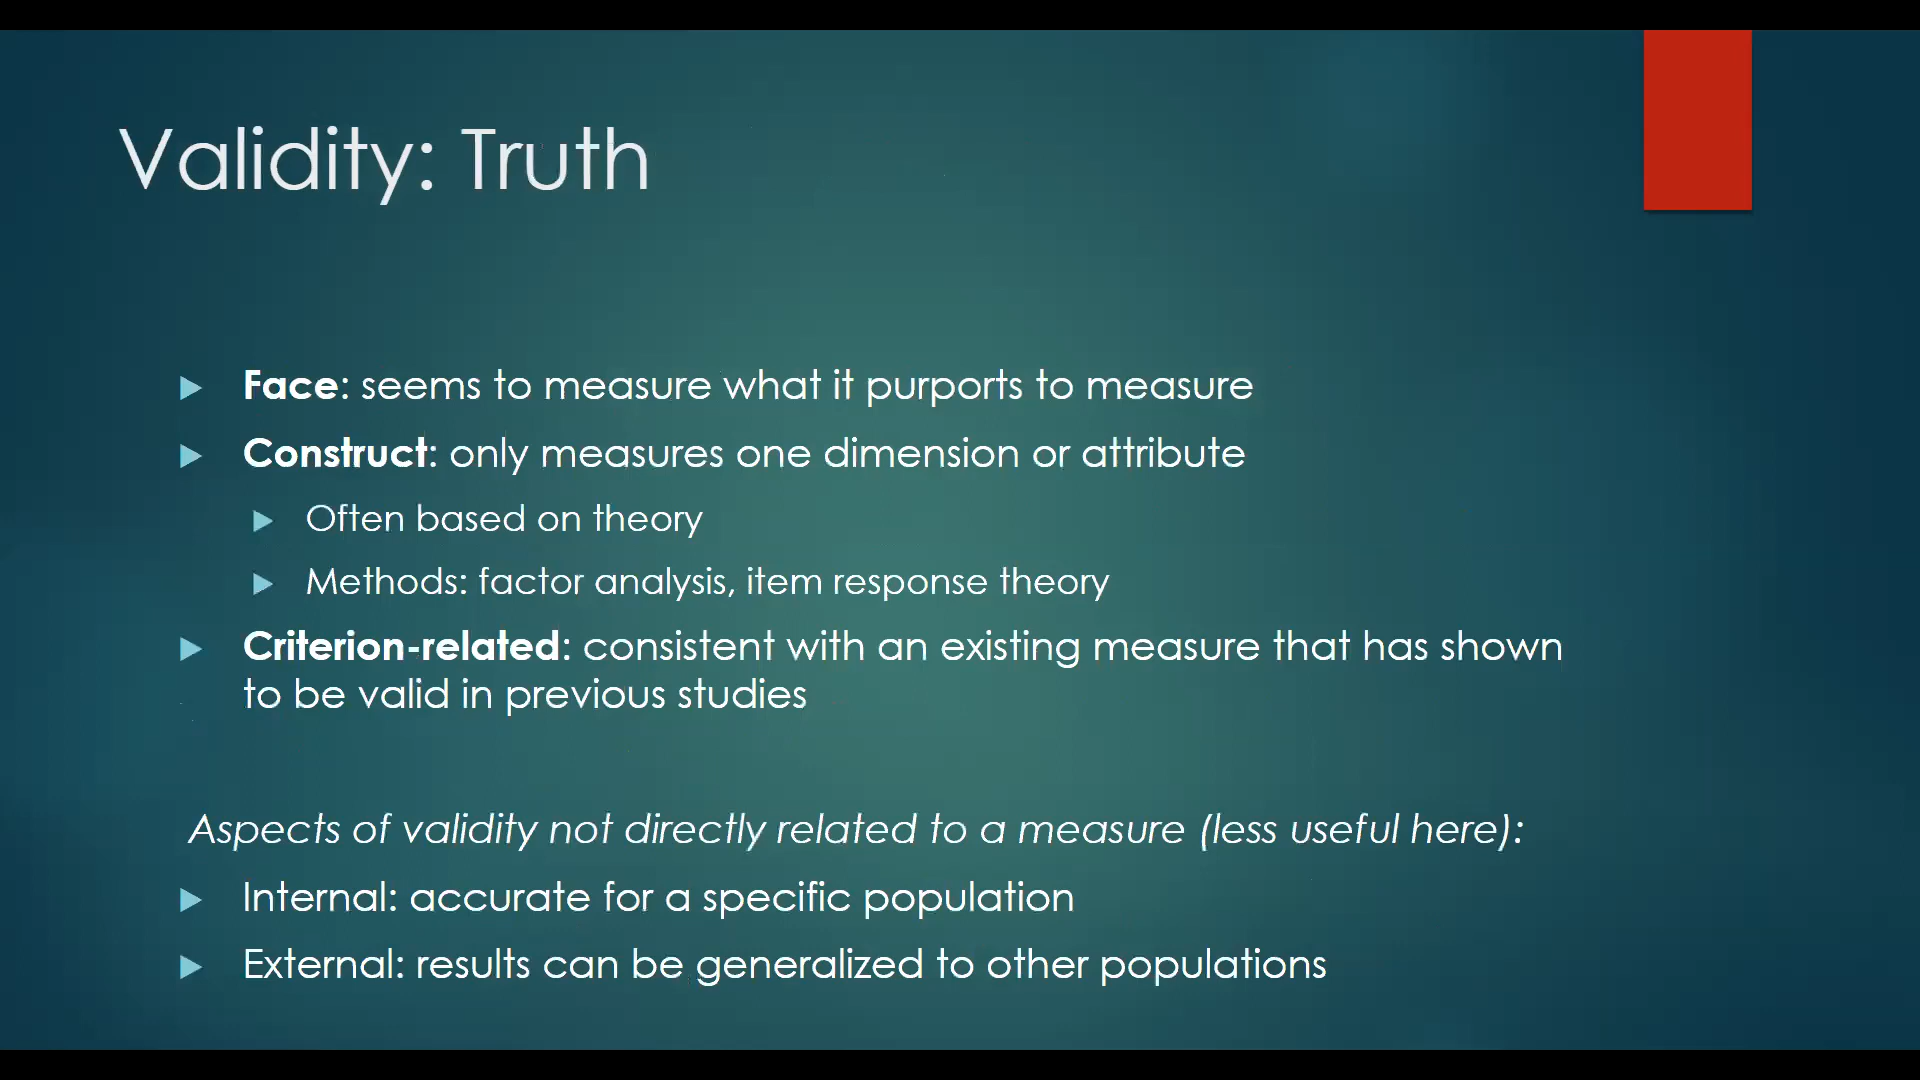 Validity: Truth
Face: seems to measure what it purports to measure
Construct: only measures one dimension or attribute
Often based on theory
Methods: factor analysis, item response theory
Criterion-related: consistent with an existing measure that has shown
to be valid in previous studies
Aspects of validity not directly related to a measure (less useful here):
Internal: accurate for a specific population
External: results can be generalized to other populations